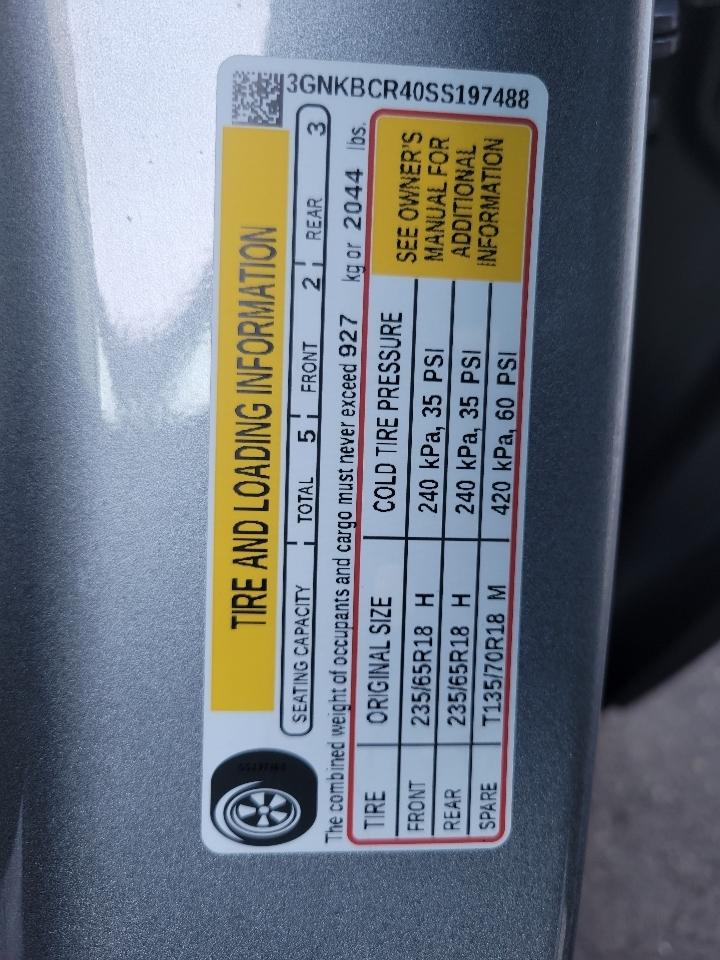 3GNKBCR40SS197488
TIRE AND LOADING INFORMATION
SEATING CAPACITY TOTAL 5 FRONT 2 REAR 3
The combined weight of occupants and cargo must never exceed 927 kg or 2044 lbs.
TIRE ORIGINAL SIZE COLD TIRE PRESSURE
FRONT 235/65R18 H 240 kPa, 35 PSI
REAR 235/65R18 H 240 kPa, 35 PSI
SPARE T135/70R18 M 420 kPa, 60 PSI
SEE OWNER'S
MANUAL FOR
ADDITIONAL
INFORMATION